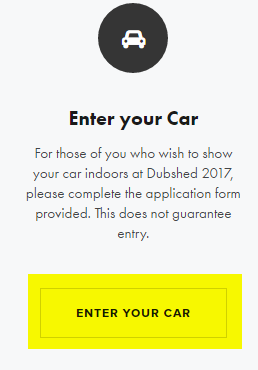 Enter your Car
For those of you who wish to show
your car indoors at Dubshed 2017,
please complete the application form
provided. This does not guarantee
entry.
ENTER YOUR CAR